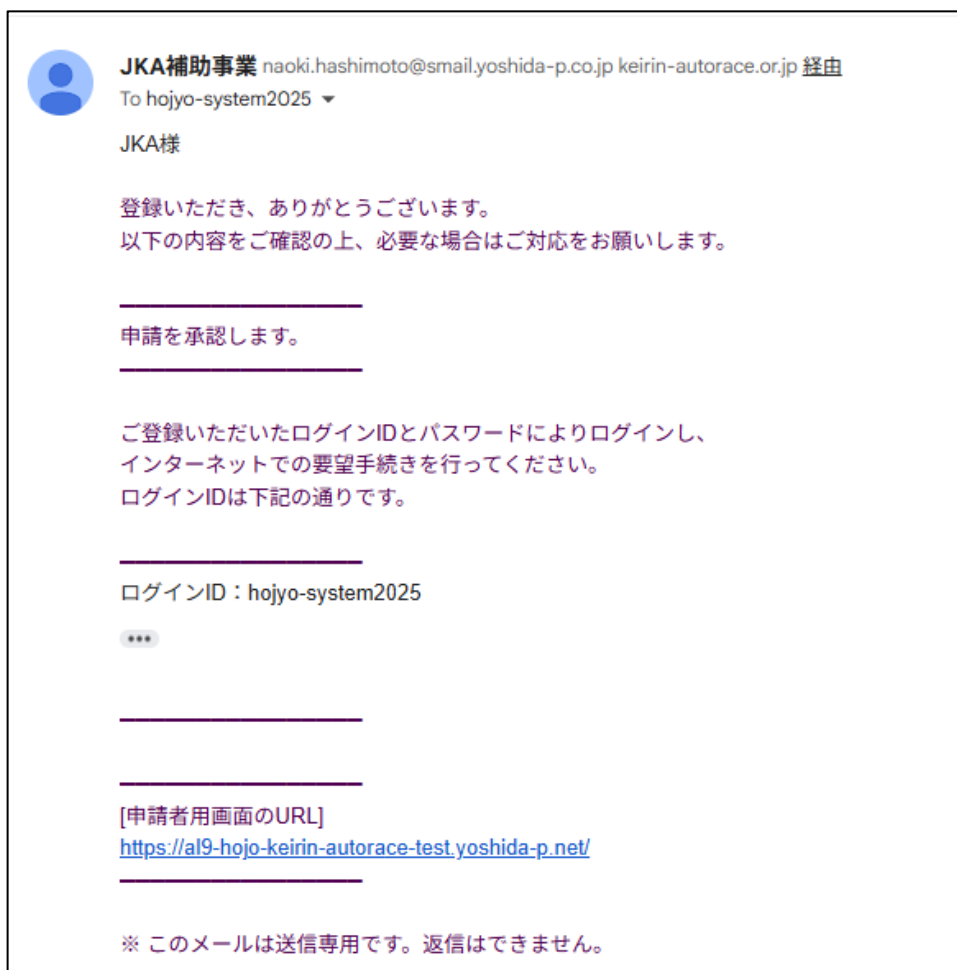 JKA補助事業 naoki.hashimoto@smail.yoshida-p.co.jp keirin-autorace.or.jp 経由
To hojyo-system2025
JKA様
登録いただき、ありがとうございます。
以下の内容をご確認の上、必要な場合はご対応をお願いします。
申請を承認します。
ご登録いただいたログインIDとパスワードによりログインし、
インターネットでの要望手続きを行ってください。
ログインIDは下記の通りです。
ログインID：hojyo-system2025
[申請者用画面のURL]
https://al9-hojo-keirin-autorace-test.yoshida-p.net/
※ このメールは送信専用です。返信はできません。